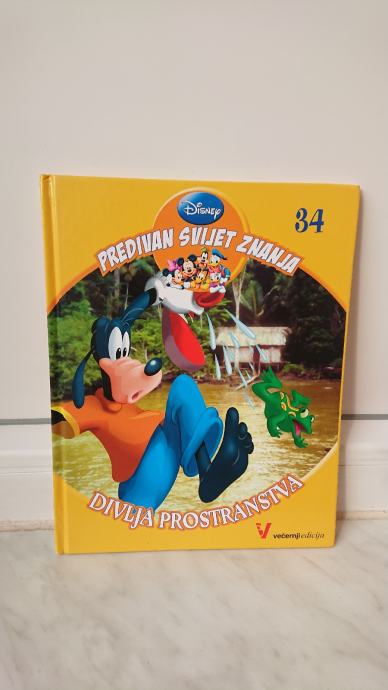 Disney
34
PREDIVAN SVIJET ZNANJA
DIVLJA PROSTRANSTVA
V
večernji edicija